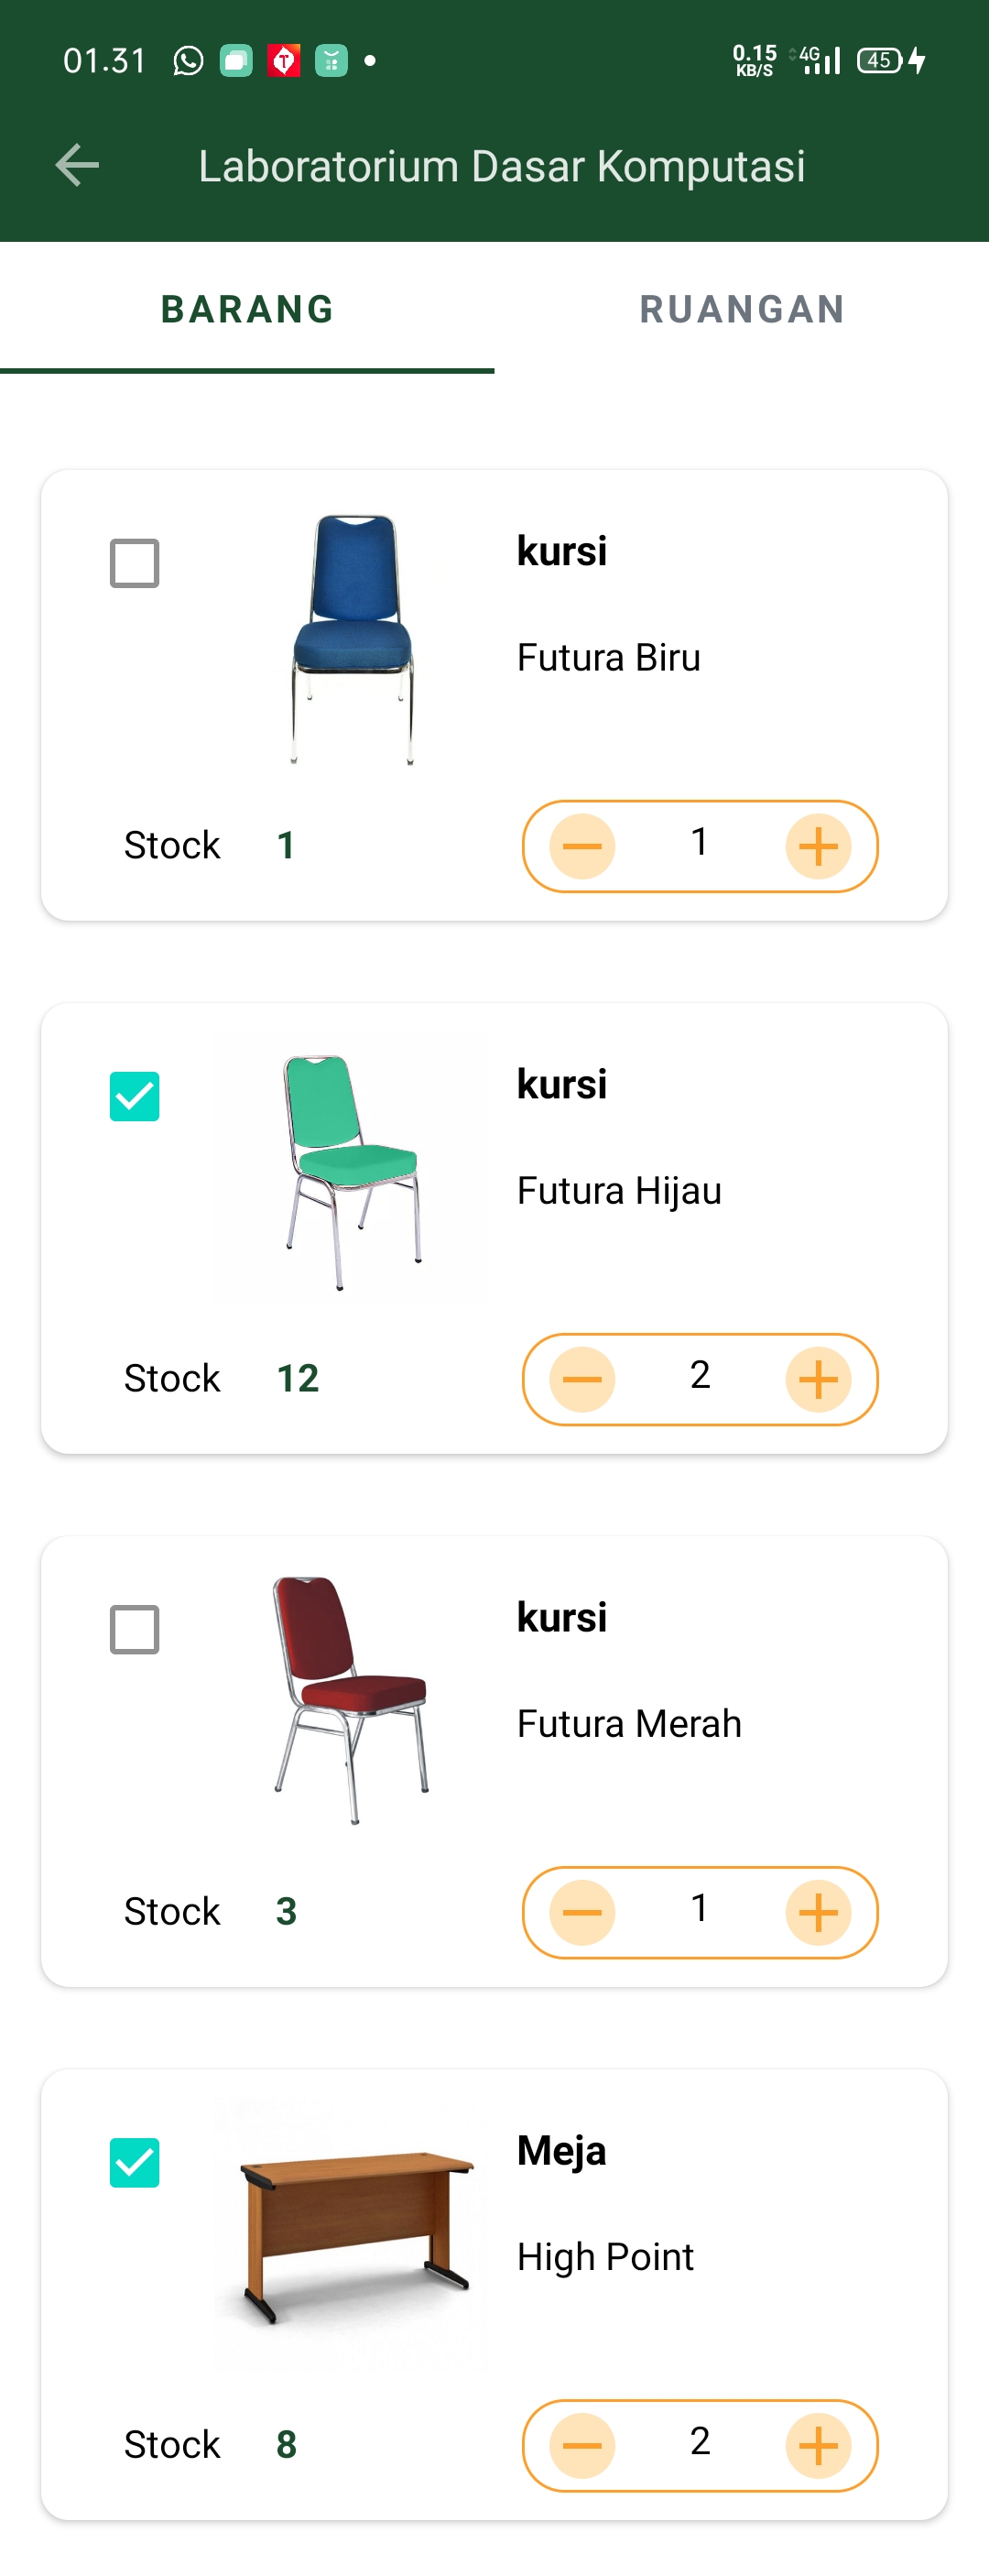 01.31
0.15
KB/S
4G
45
Laboratorium Dasar Komputasi
BARANG
RUANGAN
kursi
Futura Biru
Stock 1
1
kursi
Futura Hijau
Stock 12
2
kursi
Futura Merah
Stock 3
1
Meja
High Point
Stock 8
2